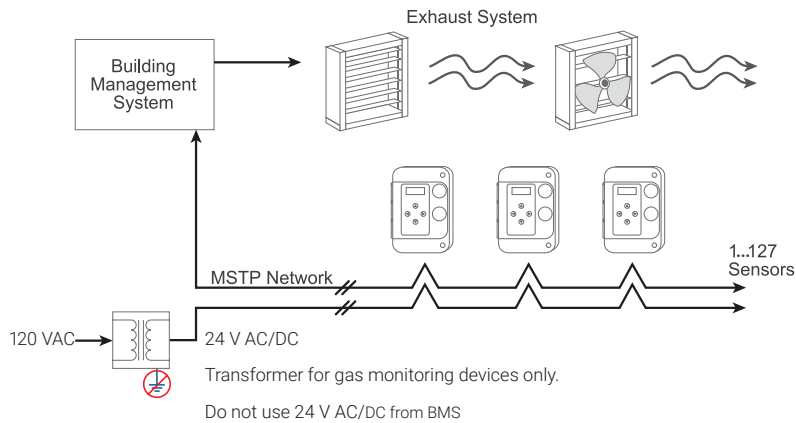 Exhaust System
Building
Management
System
1...127
Sensors
MSTP Network
120 VAC
24 V AC/DC
Transformer for gas monitoring devices only.
Do not use 24 V AC/DC from BMS